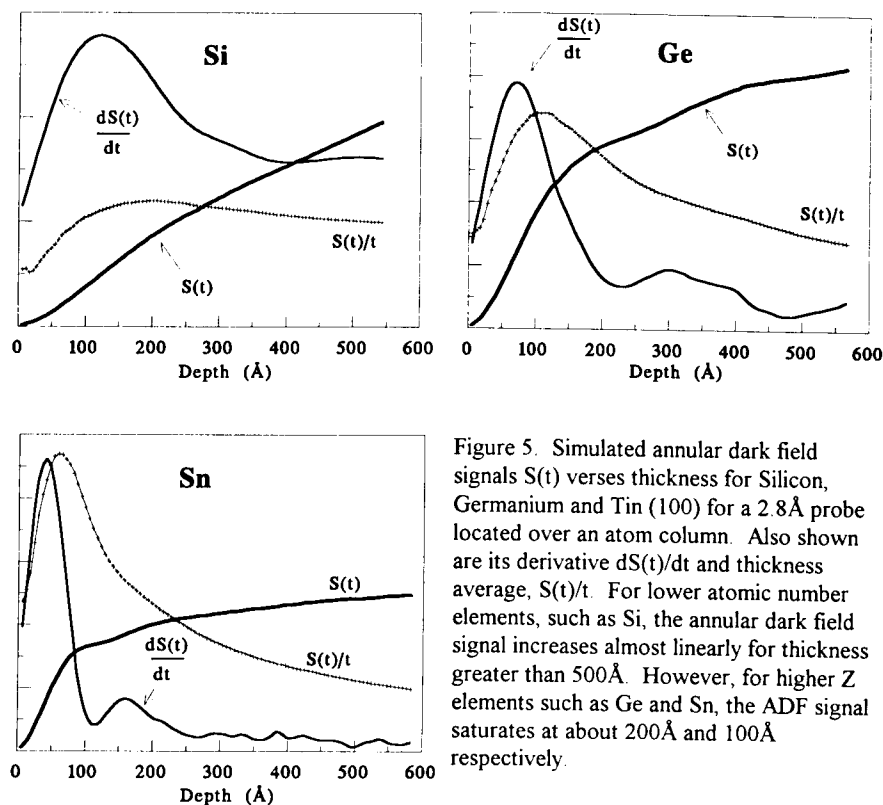 Si
dS(t)
dt
S(t)/t
S(t)
0 100 200 300 400 500 600
Depth (Å)
Ge
dS(t)
dt
S(t)
S(t)/t
0 100 200 300 400 500 600
Depth (Å)
Sn
S(t)
dS(t)
dt
S(t)/t
0 100 200 300 400 500 600
Depth (Å)
Figure 5. Simulated annular dark field
signals S(t) verses thickness for Silicon,
Germanium and Tin (100) for a 2.8Å probe
located over an atom column. Also shown
are its derivative dS(t)/dt and thickness
average, S(t)/t. For lower atomic number
elements, such as Si, the annular dark field
signal increases almost linearly for thickness
greater than 500Å. However, for higher Z
elements such as Ge and Sn, the ADF signal
saturates at about 200Å and 100Å
respectively.